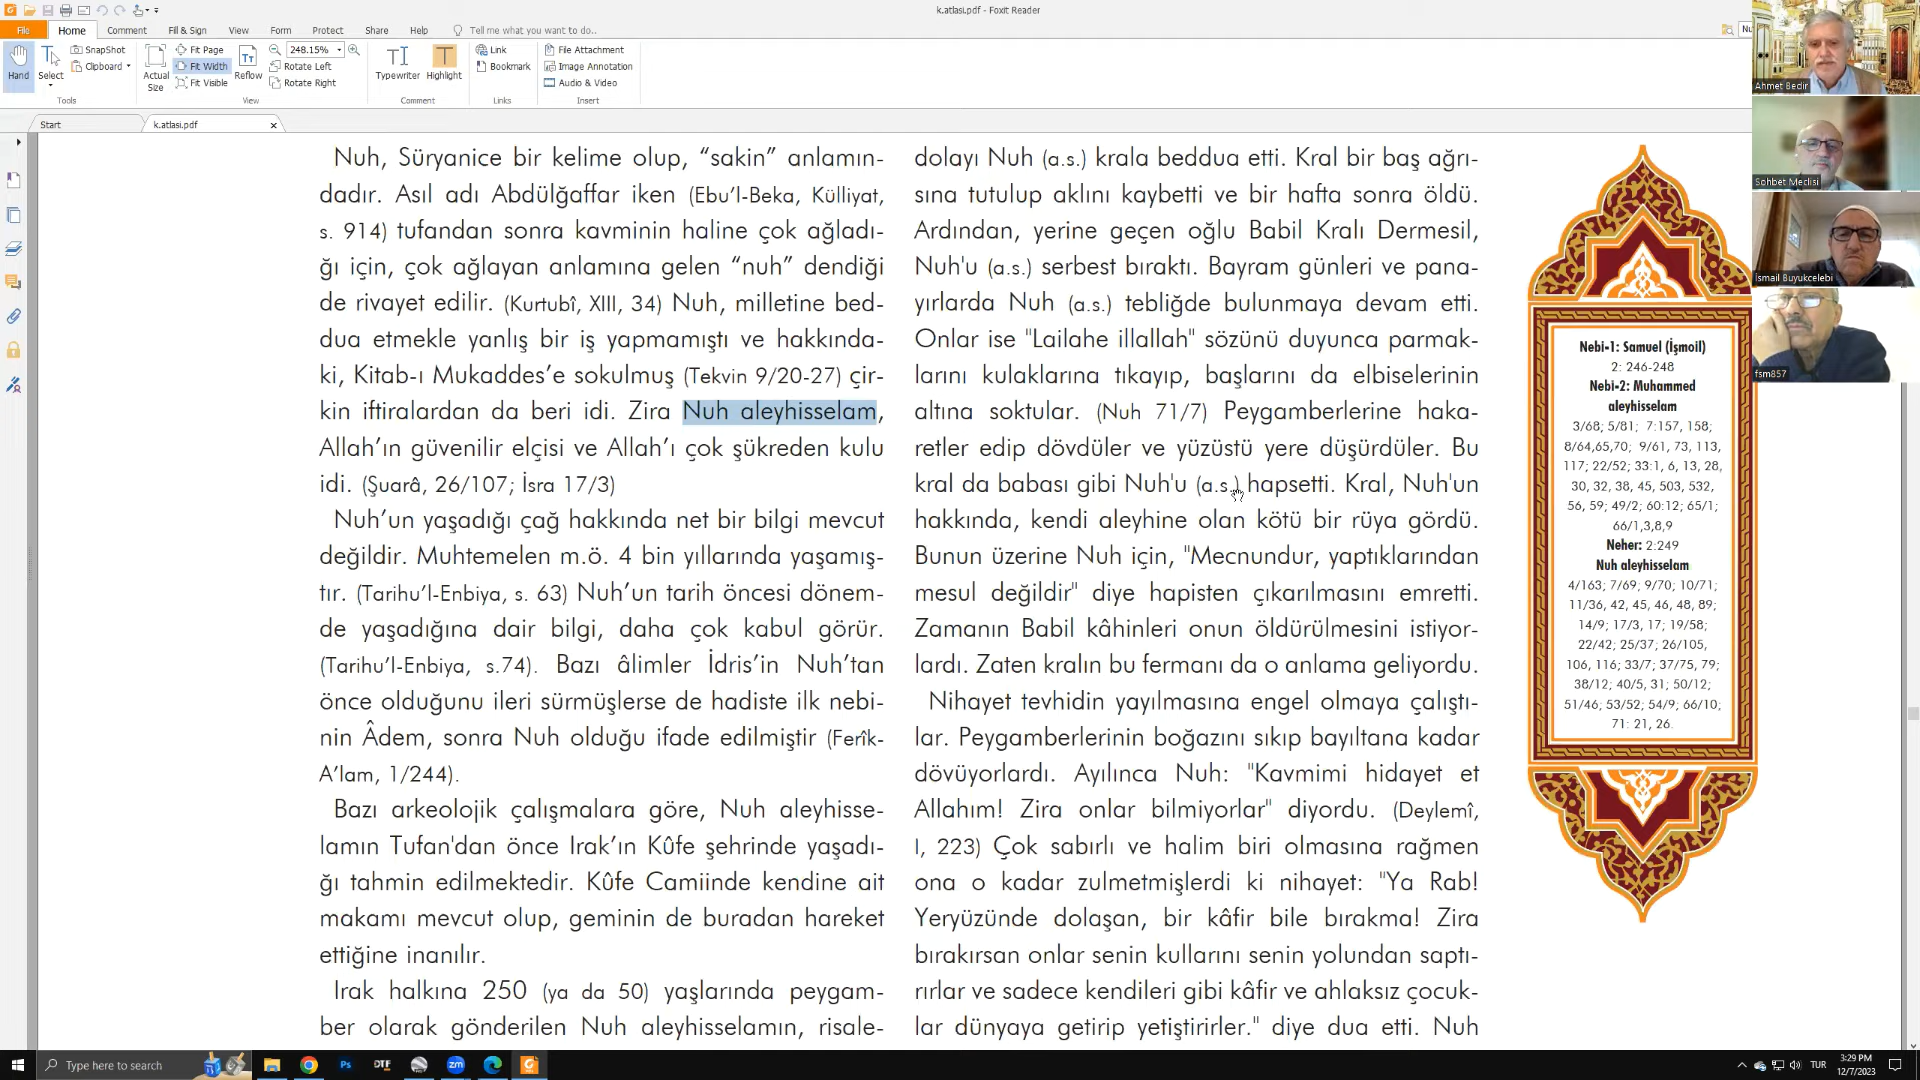 k.atlasi.pdf - Foxit Reader
File Home Comment Fill & Sign View Form Protect Share Help Tell me what you want to do..
Hand
Select
SnapShot
Clipboard
Tools
Actual Size
Fit Page
Fit Width
Fit Visible
Reflow
248.15%
Rotate Left
Rotate Right
View
Typewriter
Highlight
Comment
Link
Bookmark
Links
File Attachment
Image Annotation
Audio & Video
Insert
Start
k.atlasi.pdf
Nuh, Süryanice bir kelime olup, “sakin” anlamın-
dadır. Asıl adı Abdülğaffar iken (Ebu’l-Beka, Külliyat,
s. 914) tufandan sonra kavminin haline çok ağladı-
ğı için, çok ağlayan anlamına gelen “nuh” dendiği
de rivayet edilir. (Kurtubî, XIII, 34) Nuh, milletine bed-
dua etmekle yanlış bir iş yapmamıştı ve hakkında-
ki, Kitab-ı Mukaddes’e sokulmuş (Tekvin 9/20-27) çir-
kin iftiralardan da beri idi. Zira Nuh aleyhisselam,
Allah’ın güvenilir elçisi ve Allah’ı çok şükreden kulu
idi. (Şuarâ, 26/107; İsra 17/3)
Nuh’un yaşadığı çağ hakkında net bir bilgi mevcut
değildir. Muhtemelen m.ö. 4 bin yıllarında yaşamış-
tır. (Tarihu’l-Enbiya, s. 63) Nuh’un tarih öncesi dönem-
de yaşadığına dair bilgi, daha çok kabul görür.
(Tarihu’l-Enbiya, s.74). Bazı âlimler İdris’in Nuh’tan
önce olduğunu ileri sürmüşlerse de hadiste ilk nebi-
nin Âdem, sonra Nuh olduğu ifade edilmiştir (Ferîk-
A’lam, 1/244).
Bazı arkeolojik çalışmalara göre, Nuh aleyhisse-
lamın Tufan'dan önce Irak’ın Kûfe şehrinde yaşadı-
ğı tahmin edilmektedir. Kûfe Camiinde kendine ait
makamı mevcut olup, geminin de buradan hareket
ettiğine inanılır.
Irak halkına 250 (ya da 50) yaşlarında peygam-
ber olarak gönderilen Nuh aleyhisselamın, risale-
dolayı Nuh (a.s.) krala beddua etti. Kral bir baş ağrı-
sına tutulup aklını kaybetti ve bir hafta sonra öldü.
Ardından, yerine geçen oğlu Babil Kralı Dermesil,
Nuh'u (a.s.) serbest bıraktı. Bayram günleri ve pana-
yırlarda Nuh (a.s.) tebliğde bulunmaya devam etti.
Onlar ise "Lailahe illallah" sözünü duyunca parmak-
larını kulaklarına tıkayıp, başlarını da elbiselerinin
altına soktular. (Nuh 71/7) Peygamberlerine haka-
retler edip dövdüler ve yüzüstü yere düşürdüler. Bu
kral da babası gibi Nuh'u (a.s.) hapsetti. Kral, Nuh'un
hakkında, kendi aleyhine olan kötü bir rüya gördü.
Bunun üzerine Nuh için, "Mecnundur, yaptıklarından
mesul değildir" diye hapisten çıkarılmasını emretti.
Zamanın Babil kâhinleri onun öldürülmesini istiyor-
lardı. Zaten kralın bu fermanı da o anlama geliyordu.
Nihayet tevhidin yayılmasına engel olmaya çalıştı-
lar. Peygamberlerinin boğazını sıkıp bayıltana kadar
dövüyorlardı. Ayılınca Nuh: "Kavmimi hidayet et
Allahım! Zira onlar bilmiyorlar" diyordu. (Deylemî,
I, 223) Çok sabırlı ve halim biri olmasına rağmen
ona o kadar zulmetmişlerdi ki nihayet: "Ya Rab!
Yeryüzünde dolaşan, bir kâfir bile bırakma! Zira
bırakırsan onlar senin kullarını senin yolundan saptı-
rırlar ve sadece kendileri gibi kâfir ve ahlaksız çocuk-
lar dünyaya getirip yetiştirirler." diye dua etti. Nuh
Nebi-1: Samuel (İşmoil)
2: 246-248
Nebi-2: Muhammed
aleyhisselam
3/68; 5/81; 7:157, 158;
8/64,65,70; 9/61, 73, 113,
117; 22/52; 33:1, 6, 13, 28,
30, 32, 38, 45, 503, 532,
56, 59; 49/2; 60:12; 65/1;
66/1,3,8,9
Neher: 2:249
Nuh aleyhisselam
4/163; 7/69; 9/70; 10/71;
11/36, 42, 45, 46, 48, 89;
14/9; 17/3, 17; 19/58;
22/42; 25/37; 26/105,
106, 116; 33/7; 37/75, 79;
38/12; 40/5, 31; 50/12;
51/46; 53/52; 54/9; 66/10;
71: 21, 26.
Ahmet Bedir
Sohbet Meclisi
İsmail Buyukcelebi
fsm857
Type here to search
Ps
DTF
zm
TUR
3:29 PM
12/7/2023